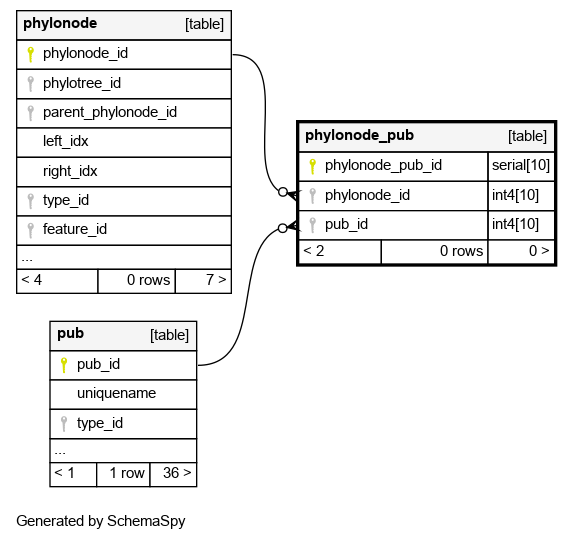 phylonode [table]
phylonode_id
phylotree_id
parent_phylonode_id
left_idx
right_idx
type_id
feature_id
...
< 4 0 rows 7 >
phylonode_pub [table]
phylonode_pub_id serial[10]
phylonode_id int4[10]
pub_id int4[10]
< 2 0 rows 0 >
pub [table]
pub_id
uniquename
type_id
...
< 1 1 row 36 >
Generated by SchemaSpy